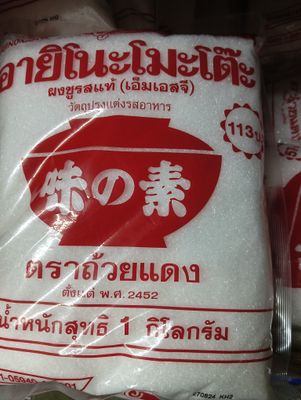 อายิโนะโมะโต๊ะ
ผงชูรสแท้ (เอ็มเอสจี)
วัตถุปรุงแต่งรสอาหาร
113
味の素
ตราถ้วยแดง
ตั้งแต่ พ.ศ. 2452
น้ำหนักสุทธิ 1 กิโลกรัม
270824 KH2